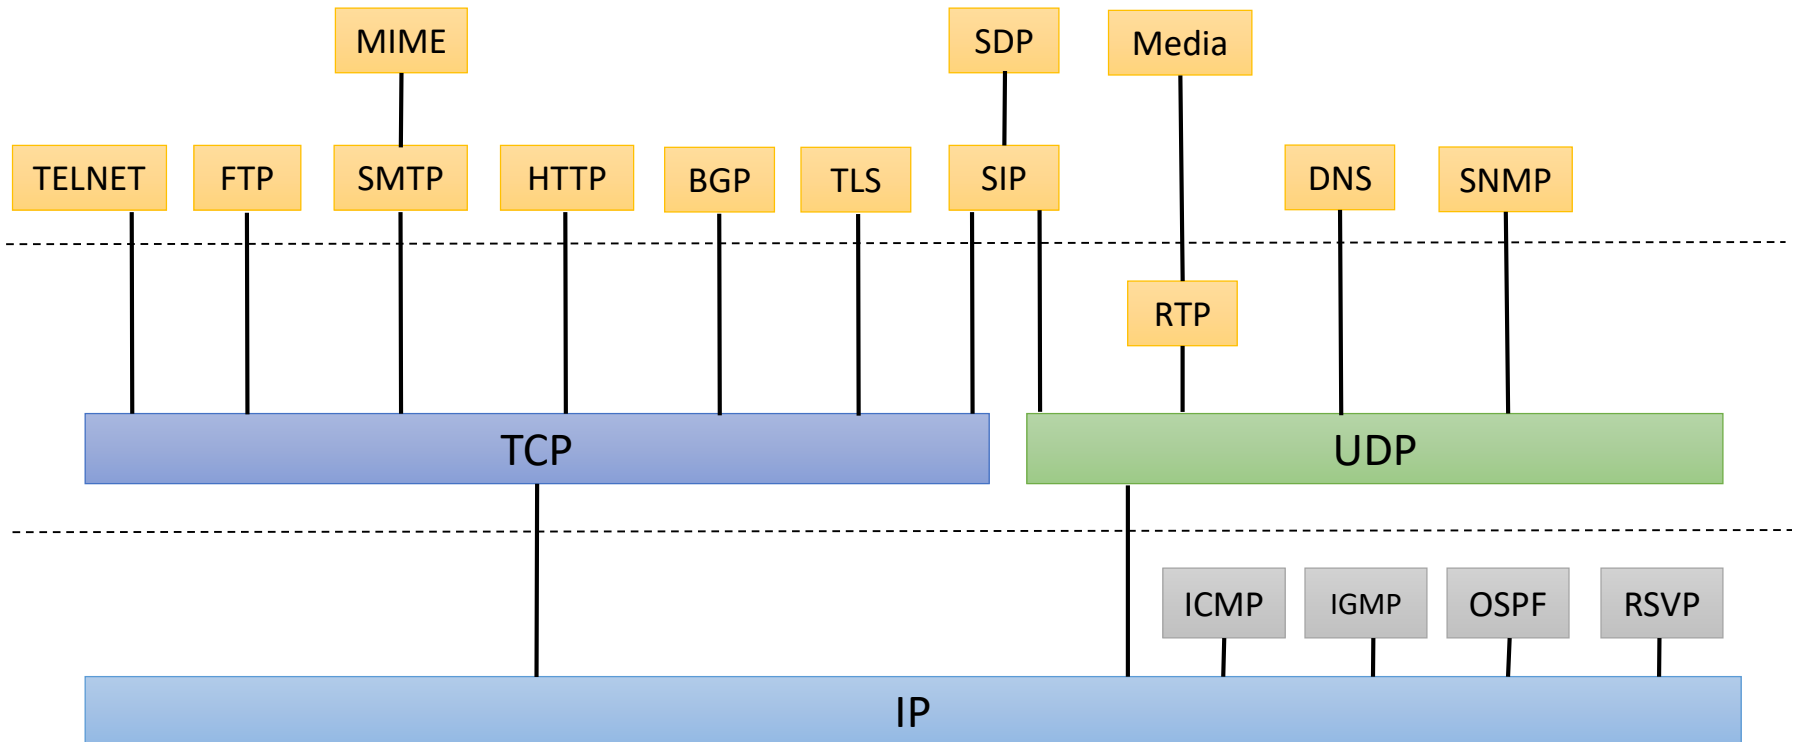 MIME
SDP
Media
TELNET
FTP
SMTP
HTTP
BGP
TLS
SIP
DNS
SNMP
RTP
TCP
UDP
ICMP
IGMP
OSPF
RSVP
IP